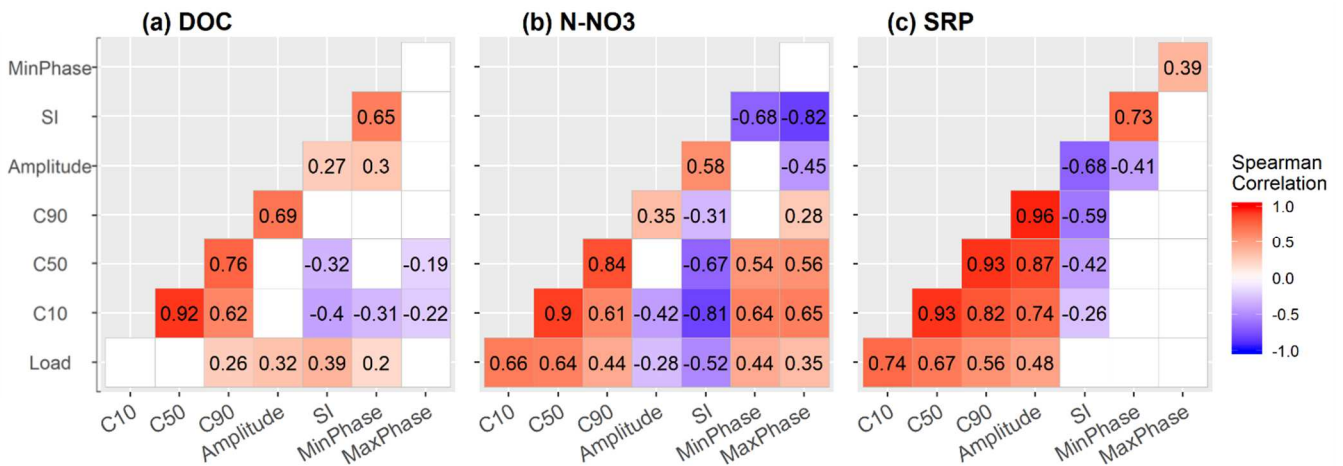 (a) DOC (b) N-NO3 (c) SRP
MinPhase 0.39
SI 0.65 -0.68 -0.82 0.73
Amplitude 0.27 0.3 0.58 -0.45 -0.68 -0.41
C90 0.69 0.35 -0.31 0.28 0.96 -0.59
C50 0.76 -0.32 -0.19 0.84 -0.67 0.54 0.56 0.93 0.87 -0.42
C10 0.92 0.62 -0.4 -0.31 -0.22 0.9 0.61 -0.42 -0.81 0.64 0.65 0.93 0.82 0.74 -0.26
Load 0.26 0.32 0.39 0.2 0.66 0.64 0.44 -0.28 -0.52 0.44 0.35 0.74 0.67 0.56 0.48
C10 C50 C90 Amplitude SI MinPhase MaxPhase C10 C50 C90 Amplitude SI MinPhase MaxPhase C10 C50 C90 Amplitude SI MinPhase MaxPhase
Spearman
Correlation
1.0
0.5
0.0
-0.5
-1.0